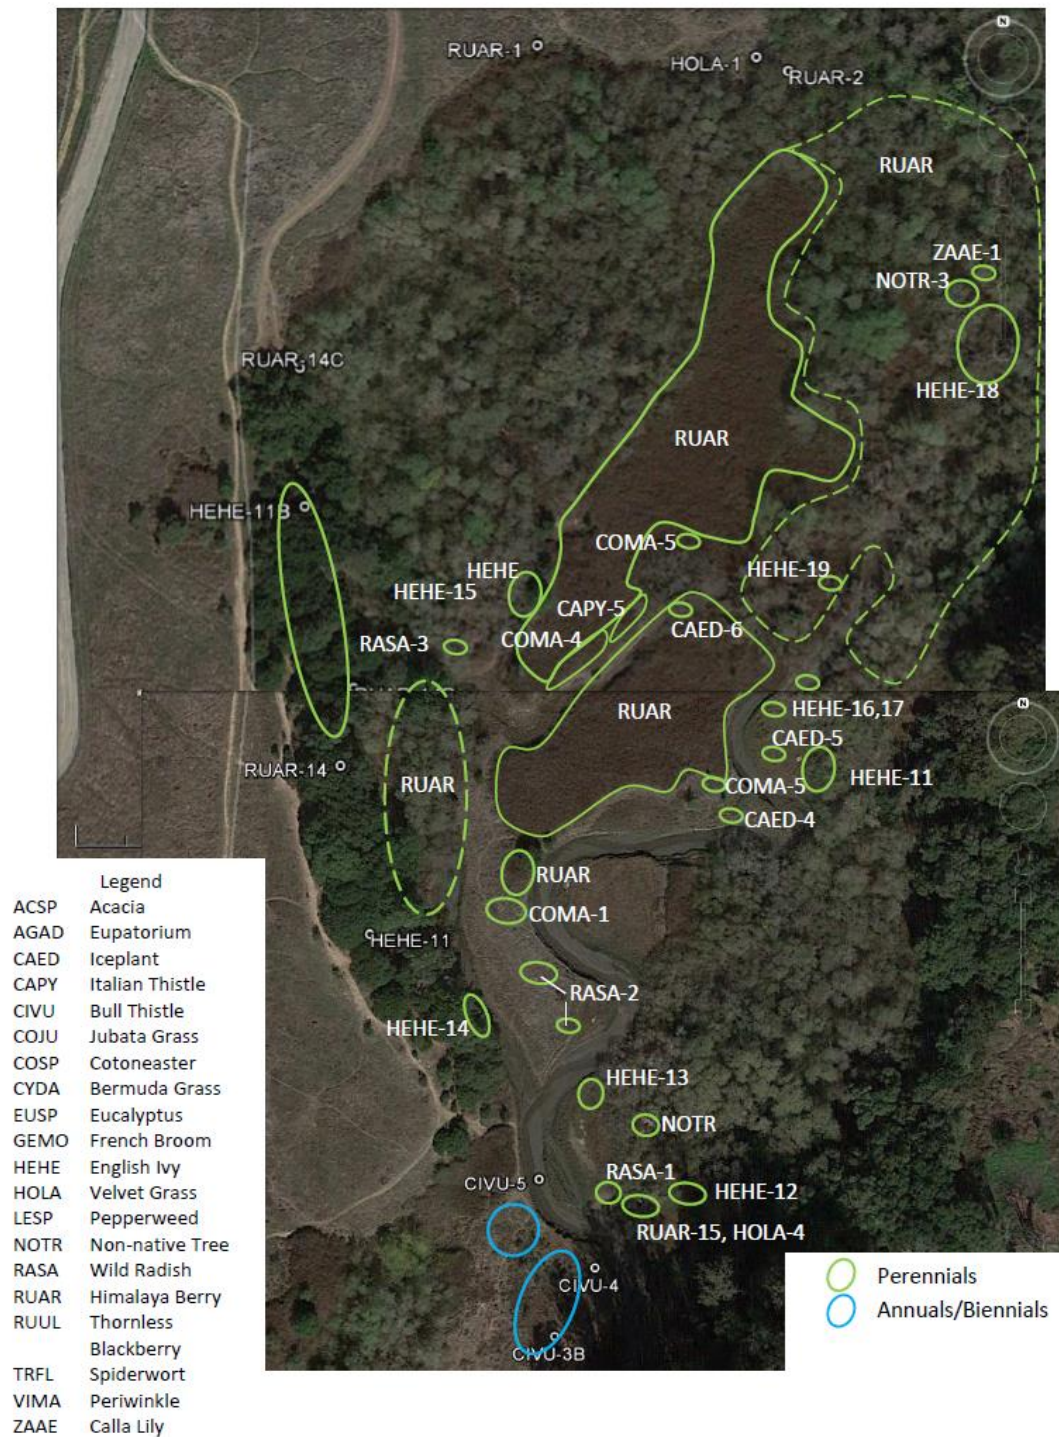 N
RUAR-1
HOLA-1
RUAR-2
RUAR
ZAAE-1
NOTR-3
RUAR-14C
HEHE-18
RUAR
HEHE-11B
COMA-5
HEHE
HEHE-19
HEHE-15
CAPY-5
CAED-6
COMA-4
RASA-3
N
RUAR
HEHE-16,17
CAED-5
RUAR-14
RUAR
HEHE-11
COMA-5
CAED-4
RUAR
COMA-1
HEHE-11
RASA-2
HEHE-14
HEHE-13
NOTR
RASA-1
CIVU-5
HEHE-12
RUAR-15, HOLA-4
CIVU-4
CIVU-3B
Legend
ACSP Acacia
AGAD Eupatorium
CAED Iceplant
CAPY Italian Thistle
CIVU Bull Thistle
COJU Jubata Grass
COSP Cotoneaster
CYDA Bermuda Grass
EUSP Eucalyptus
GEMO French Broom
HEHE English Ivy
HOLA Velvet Grass
LESP Pepperweed
NOTR Non-native Tree
RASA Wild Radish
RUAR Himalaya Berry
RUUL Thornless
Blackberry
TRFL Spiderwort
VIMA Periwinkle
ZAAE Calla Lily
Perennials
Annuals/Biennials